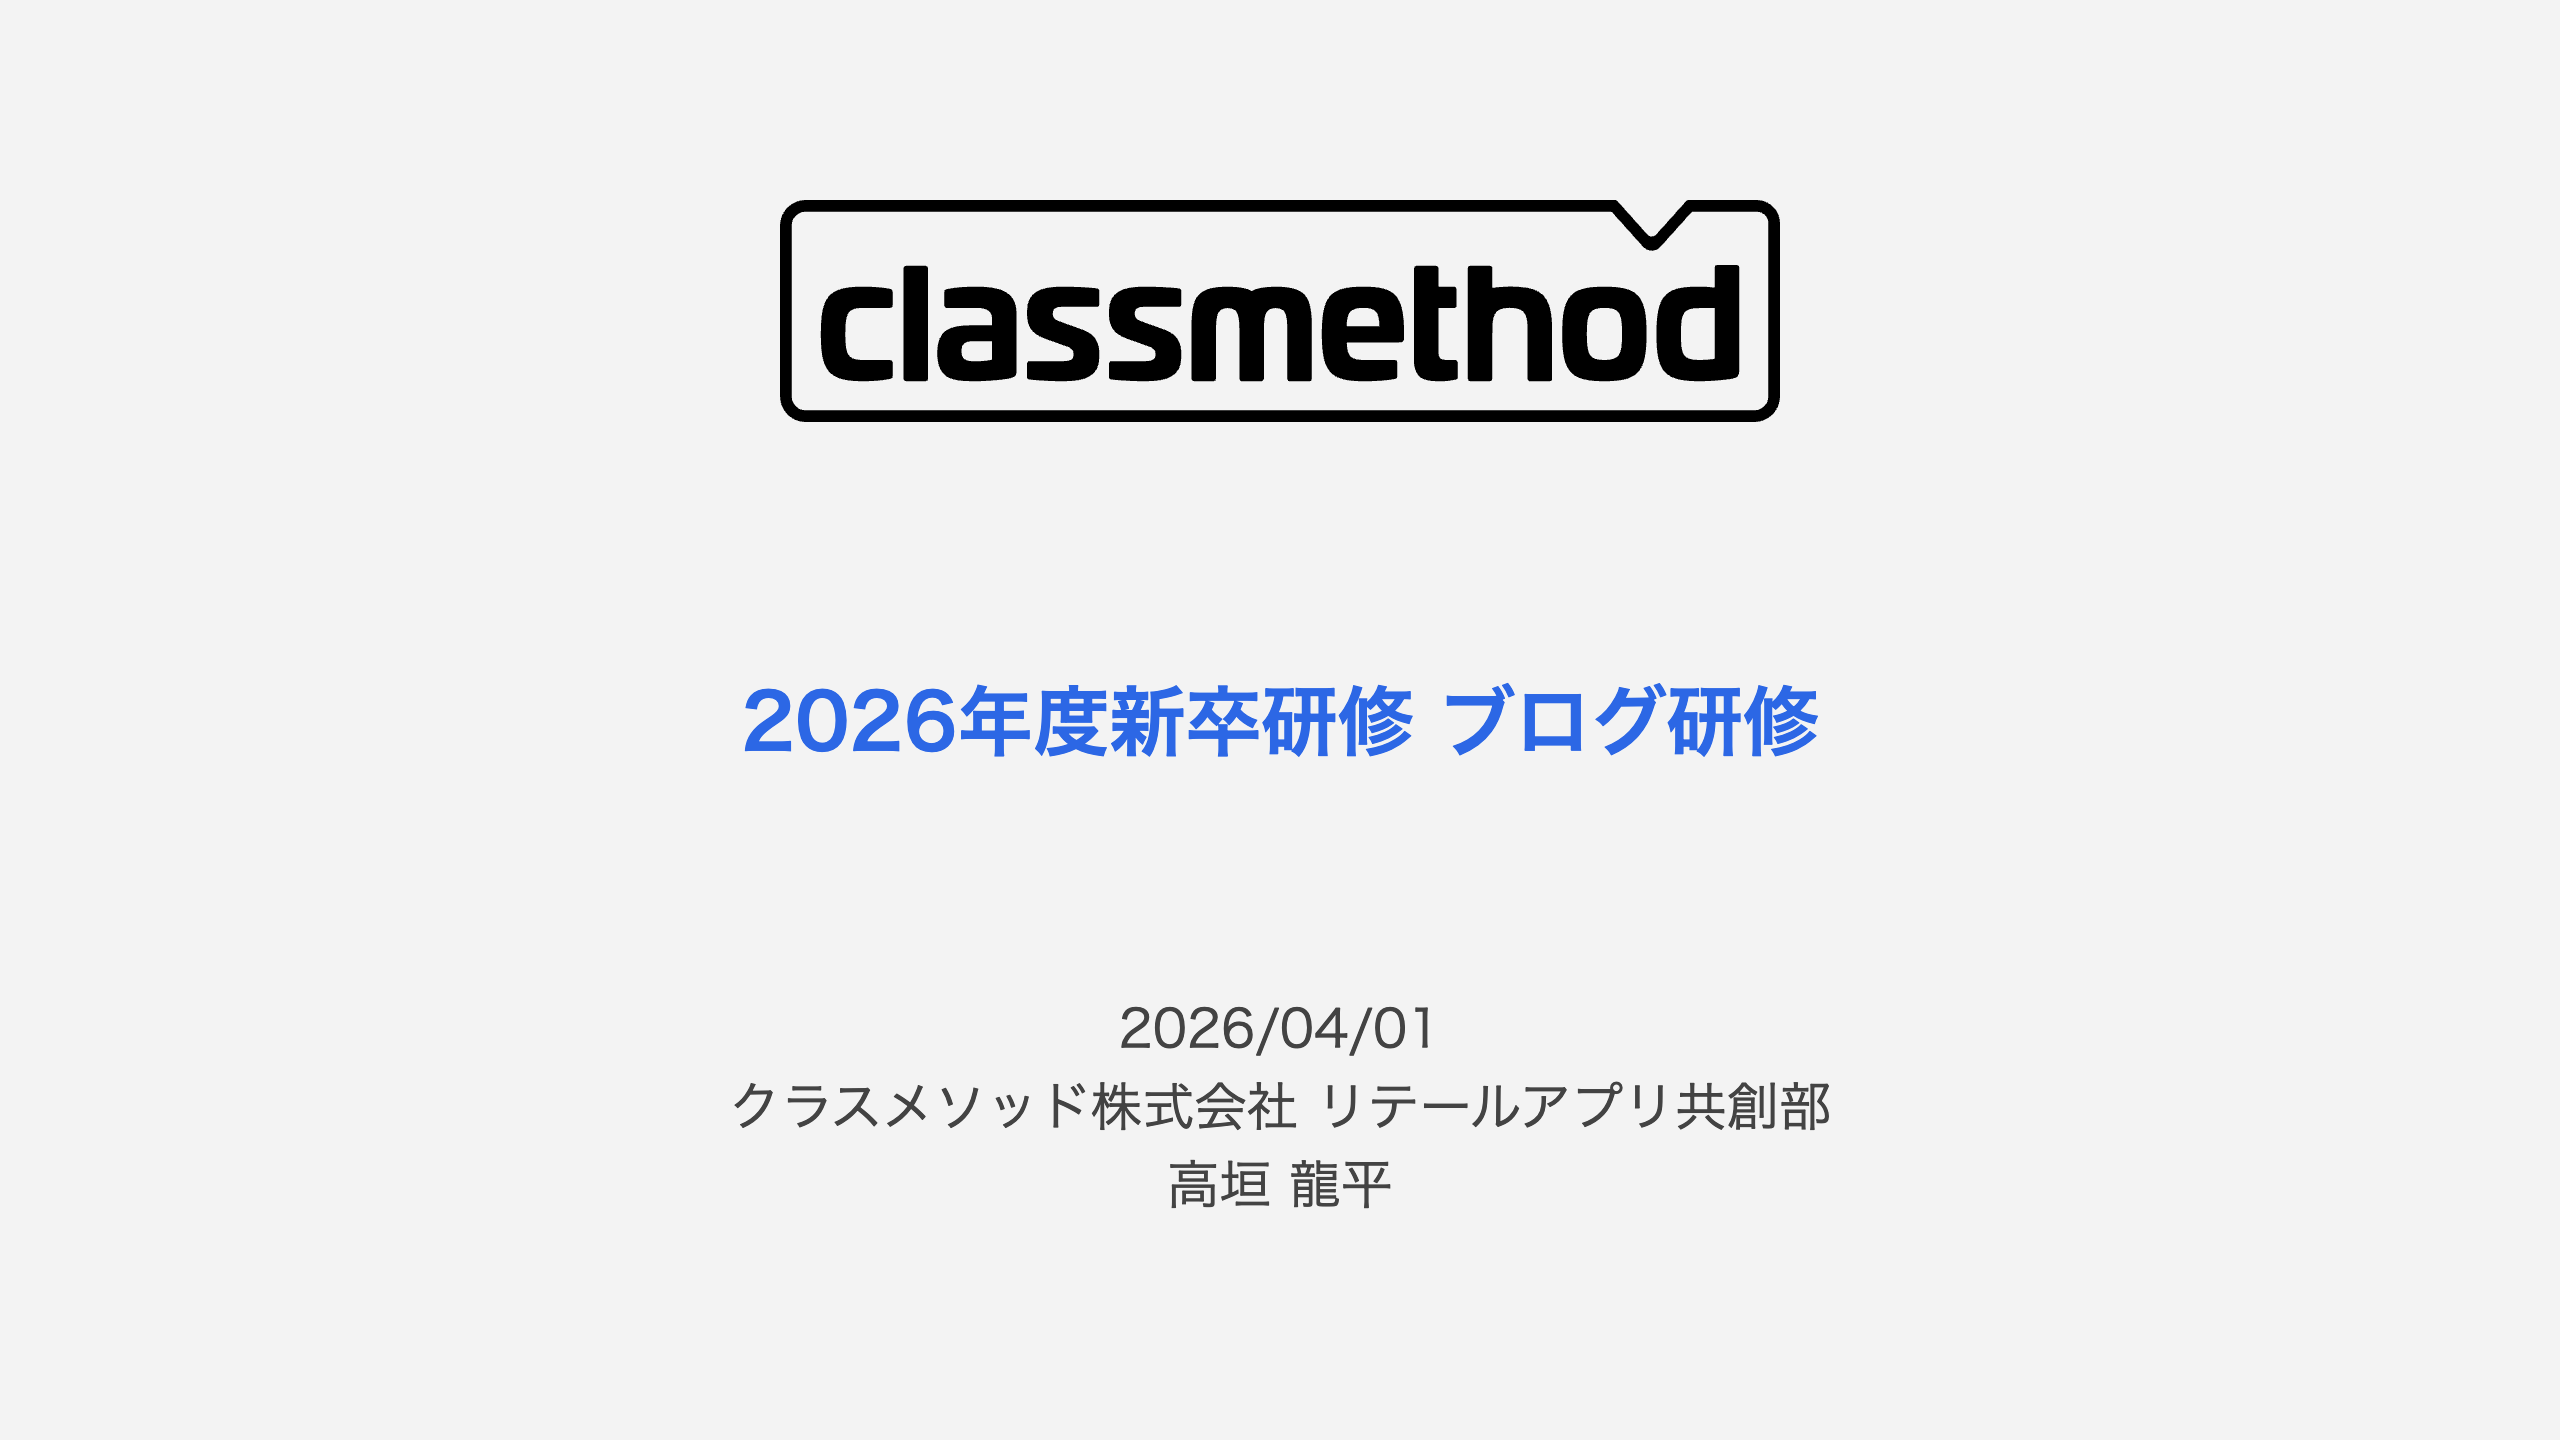 classmethod
2026年度新卒研修 ブログ研修
2026/04/01
クラスメソッド株式会社 リテールアプリ共創部
高垣 龍平